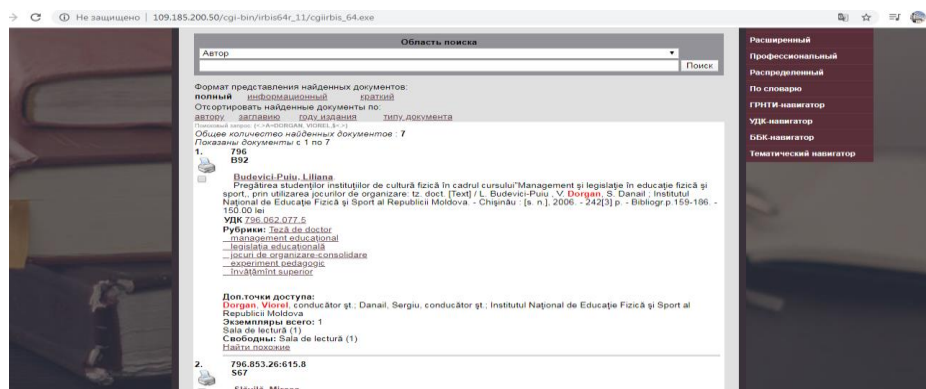 Не защищено | 109.185.200.50/cgi-bin/irbis64r_11/cgiirbis_64.exe
Область поиска
Автор
Поиск
Формат представления найденных документов:
полный информационный краткий
Отсортировать найденные документы по:
автору заглавию году издания типу документа
Поисковый запрос: (<.>A=DORGAN, VIOREL.$<.>)
Общее количество найденных документов : 7
Показаны документы с 1 по 7
1. 796
B92
Budevici-Puiu, Liliana
Pregătirea studenţilor instituţiilor de cultură fizică în cadrul cursului"Management şi legislaţie în educaţie fizică şi
sport., prin utilizarea jocurilor de organizare: tz. doct. [Text] / L. Budevici-Puiu , V. Dorgan, S. Danail ; Institutul
Naţional de Educaţie Fizică şi Sport al Republicii Moldova. - Chişinău : [s. n.], 2006. - 242[3] p. - Bibliogr.p.159-186. -
150.00 lei
УДК 796.062.077.5
Рубрики: Teză de doctor
management educaţional
legislaţia educaţională
jocuri de organizare-consolidare
experiment pedagogic
învăţămînt superior
Доп.точки доступа:
Dorgan, Viorel, conducător şt.; Danail, Sergiu, conducător şt.; Institutul Naţional de Educaţie Fizică şi Sport al
Republicii Moldova
Экземпляры всего: 1
Sala de lectură (1)
Свободны: Sala de lectură (1)
Найти похожие
2. 796.853.26:615.8
S67
Расширенный
Профессиональный
Распределенный
По словарю
ГРНТИ-навигатор
УДК-навигатор
ББК-навигатор
Тематический навигатор